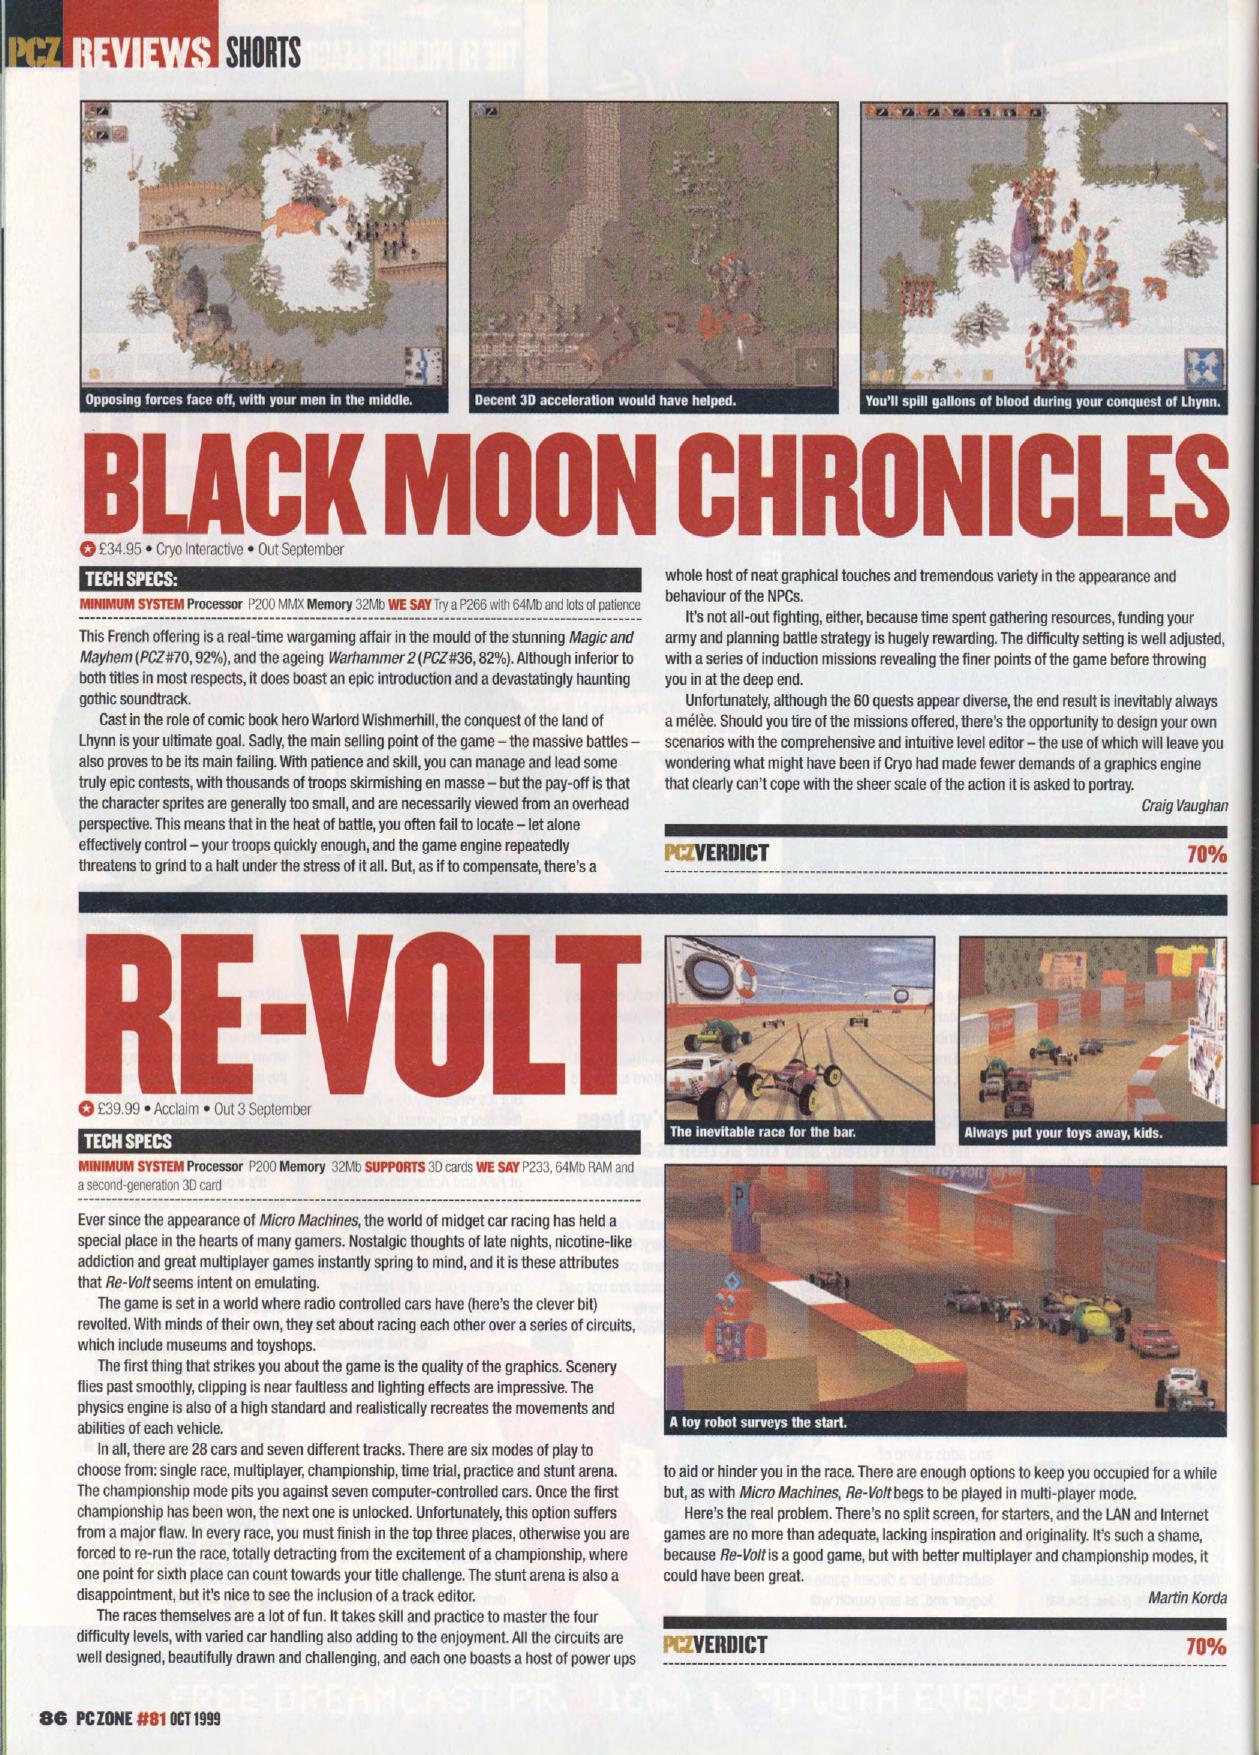 PCZ REVIEWS SHORTS
Opposing forces face off, with your men in the middle.
Decent 3D acceleration would have helped.
You'll spill gallons of blood during your conquest of Lhynn.
BLACK MOON CHRONICLES
£34.95 • Cryo Interactive • Out September
TECH SPECS:
MINIMUM SYSTEM Processor P200 MMX Memory 32Mb WE SAY Try a P266 with 64Mb and lots of patience
This French offering is a real-time wargaming affair in the mould of the stunning Magic and
Mayhem (PCZ #70, 92%), and the ageing Warhammer 2 (PCZ #36, 82%). Although inferior to
both titles in most respects, it does boast an epic introduction and a devastatingly haunting
gothic soundtrack.
Cast in the role of comic book hero Warlord Wishmerhill, the conquest of the land of
Lhynn is your ultimate goal. Sadly, the main selling point of the game – the massive battles –
also proves to be its main failing. With patience and skill, you can manage and lead some
truly epic contests, with thousands of troops skirmishing en masse – but the pay-off is that
the character sprites are generally too small, and are necessarily viewed from an overhead
perspective. This means that in the heat of battle, you often fail to locate – let alone
effectively control – your troops quickly enough, and the game engine repeatedly
threatens to grind to a halt under the stress of it all. But, as if to compensate, there's a
whole host of neat graphical touches and tremendous variety in the appearance and
behaviour of the NPCs.
It's not all-out fighting, either, because time spent gathering resources, funding your
army and planning battle strategy is hugely rewarding. The difficulty setting is well adjusted,
with a series of induction missions revealing the finer points of the game before throwing
you in at the deep end.
Unfortunately, although the 60 quests appear diverse, the end result is inevitably always
a mélèe. Should you tire of the missions offered, there's the opportunity to design your own
scenarios with the comprehensive and intuitive level editor – the use of which will leave you
wondering what might have been if Cryo had made fewer demands of a graphics engine
that clearly can't cope with the sheer scale of the action it is asked to portray.
Craig Vaughan
PCZVERDICT 70%
RE-VOLT
£39.99 • Acclaim • Out 3 September
TECH SPECS
MINIMUM SYSTEM Processor P200 Memory 32Mb SUPPORTS 3D cards WE SAY P233, 64Mb RAM and
a second-generation 3D card
Ever since the appearance of Micro Machines, the world of midget car racing has held a
special place in the hearts of many gamers. Nostalgic thoughts of late nights, nicotine-like
addiction and great multiplayer games instantly spring to mind, and it is these attributes
that Re-Volt seems intent on emulating.
The game is set in a world where radio controlled cars have (here's the clever bit)
revolted. With minds of their own, they set about racing each other over a series of circuits,
which include museums and toyshops.
The first thing that strikes you about the game is the quality of the graphics. Scenery
flies past smoothly, clipping is near faultless and lighting effects are impressive. The
physics engine is also of a high standard and realistically recreates the movements and
abilities of each vehicle.
In all, there are 28 cars and seven different tracks. There are six modes of play to
choose from: single race, multiplayer, championship, time trial, practice and stunt arena.
The championship mode pits you against seven computer-controlled cars. Once the first
championship has been won, the next one is unlocked. Unfortunately, this option suffers
from a major flaw. In every race, you must finish in the top three places, otherwise you are
forced to re-run the race, totally detracting from the excitement of a championship, where
one point for sixth place can count towards your title challenge. The stunt arena is also a
disappointment, but it's nice to see the inclusion of a track editor.
The races themselves are a lot of fun. It takes skill and practice to master the four
difficulty levels, with varied car handling also adding to the enjoyment. All the circuits are
well designed, beautifully drawn and challenging, and each one boasts a host of power ups
The inevitable race for the bar.
Always put your toys away, kids.
A toy robot surveys the start.
to aid or hinder you in the race. There are enough options to keep you occupied for a while
but, as with Micro Machines, Re-Volt begs to be played in multi-player mode.
Here's the real problem. There's no split screen, for starters, and the LAN and Internet
games are no more than adequate, lacking inspiration and originality. It's such a shame,
because Re-Volt is a good game, but with better multiplayer and championship modes, it
could have been great.
Martin Korda
PCZVERDICT 70%
86 PC ZONE #81 OCT 1999